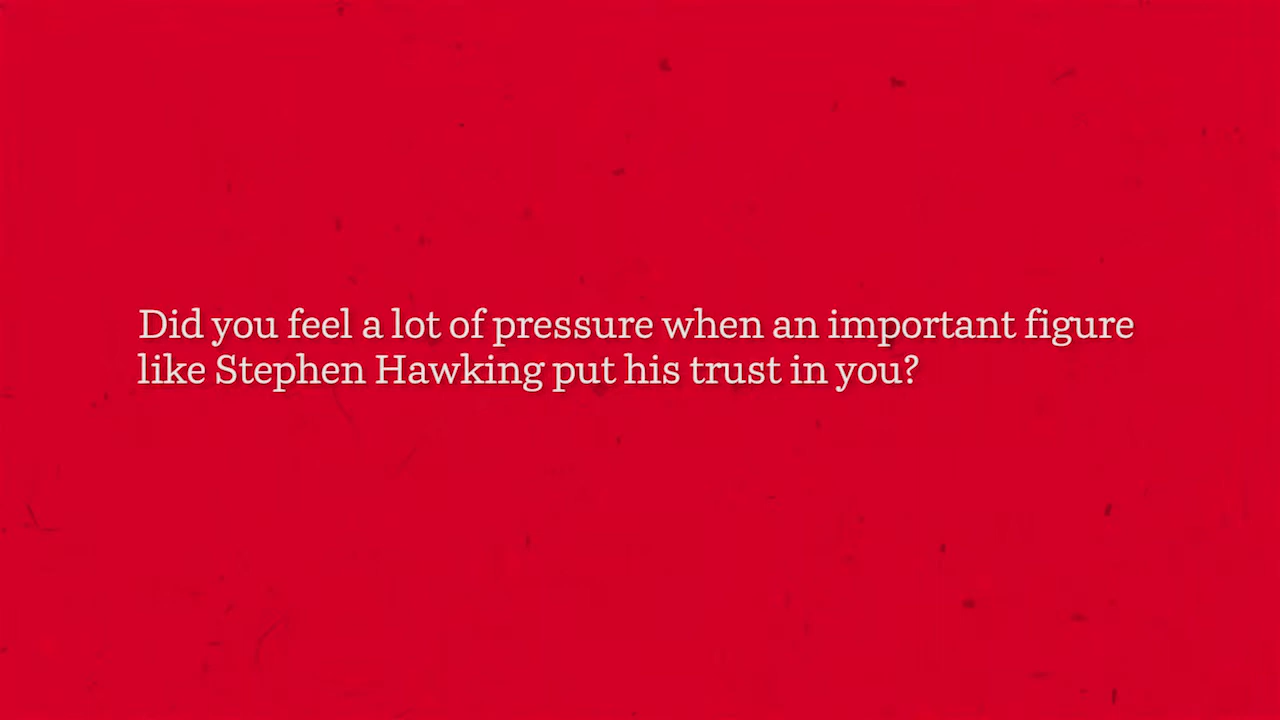 Did you feel a lot of pressure when an important figure
like Stephen Hawking put his trust in you?